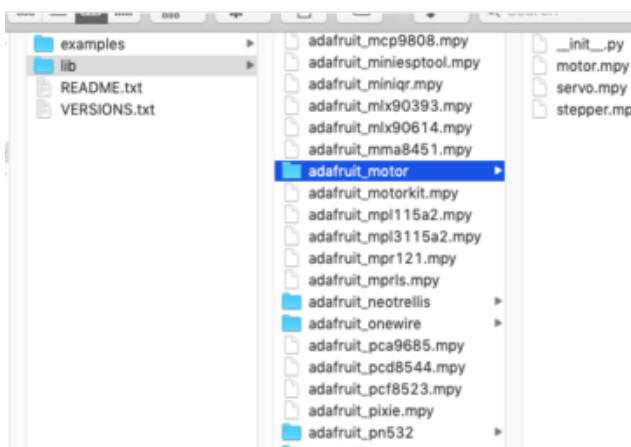 examples
lib
README.txt
VERSIONS.txt
adafruit_mcp9808.mpy
adafruit_miniesptool.mpy
adafruit_miniqr.mpy
adafruit_mlx90393.mpy
adafruit_mlx90614.mpy
adafruit_mma8451.mpy
adafruit_motor
adafruit_motorkit.mpy
adafruit_mpl115a2.mpy
adafruit_mpl3115a2.mpy
adafruit_mpr121.mpy
adafruit_mprls.mpy
adafruit_neotrellis
adafruit_onewire
adafruit_pca9685.mpy
adafruit_pcd8544.mpy
adafruit_pcf8523.mpy
adafruit_pixie.mpy
adafruit_pn532
__init__.py
motor.mpy
servo.mpy
stepper.mp